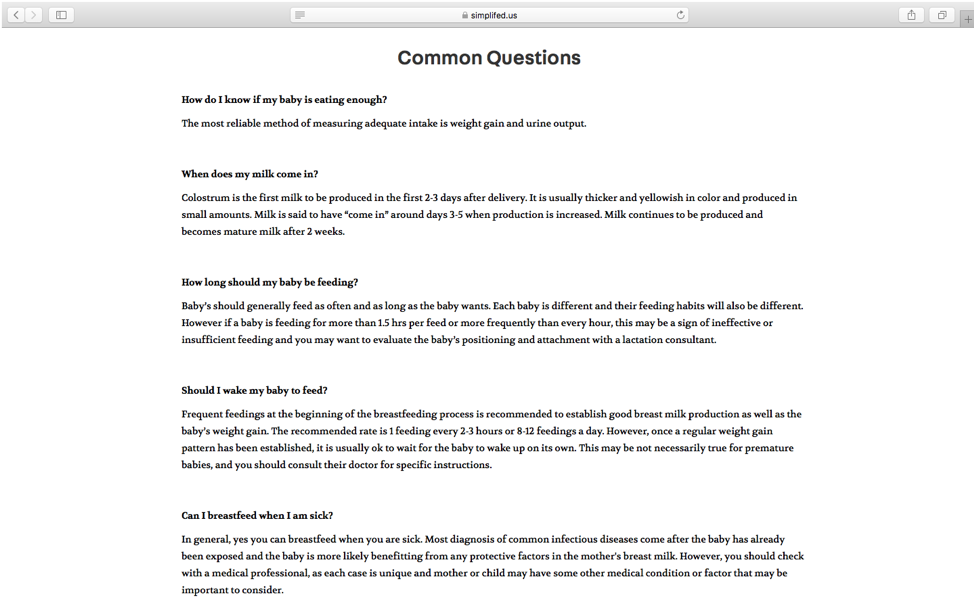 simplifed.us
Common Questions
How do I know if my baby is eating enough?
The most reliable method of measuring adequate intake is weight gain and urine output.
When does my milk come in?
Colostrum is the first milk to be produced in the first 2-3 days after delivery. It is usually thicker and yellowish in color and produced in
small amounts. Milk is said to have “come in” around days 3-5 when production is increased. Milk continues to be produced and
becomes mature milk after 2 weeks.
How long should my baby be feeding?
Baby's should generally feed as often and as long as the baby wants. Each baby is different and their feeding habits will also be different.
However if a baby is feeding for more than 1.5 hrs per feed or more frequently than every hour, this may be a sign of ineffective or
insufficient feeding and you may want to evaluate the baby's positioning and attachment with a lactation consultant.
Should I wake my baby to feed?
Frequent feedings at the beginning of the breastfeeding process is recommended to establish good breast milk production as well as the
baby's weight gain. The recommended rate is 1 feeding every 2-3 hours or 8-12 feedings a day. However, once a regular weight gain
pattern has been established, it is usually ok to wait for the baby to wake up on its own. This may be not necessarily true for premature
babies, and you should consult their doctor for specific instructions.
Can I breastfeed when I am sick?
In general, yes you can breastfeed when you are sick. Most diagnosis of common infectious diseases come after the baby has already
been exposed and the baby is more likely benefitting from any protective factors in the mother's breast milk. However, you should check
with a medical professional, as each case is unique and mother or child may have some other medical condition or factor that may be
important to consider.